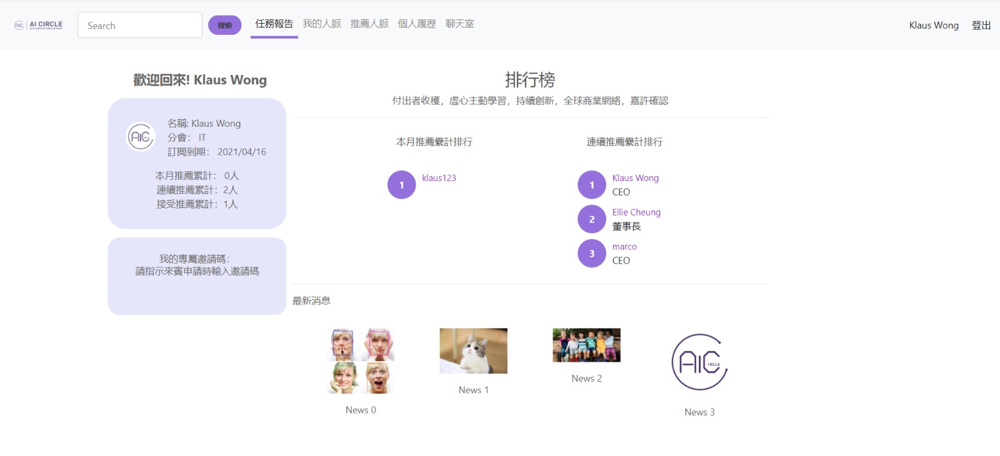 AI CIRCLE
Search
搜索
任務報告
我的人脈
推薦人脈
個人履歷
聊天室
Klaus Wong
登出
歡迎回來! Klaus Wong
AIC
名稱: Klaus Wong
分會： IT
訂閱到期： 2021/04/16
本月推薦累計： 0人
連續推薦累計：2人
接受推薦累計：1人
我的專屬邀請碼：
請指示來賓申請時輸入邀請碼
排行榜
付出者收穫，虛心主動學習，持續創新，全球商業網絡，嘉許確認
本月推薦纍計排行
1
klaus123
連續推薦纍計排行
1
Klaus Wong
CEO
2
Ellie Cheung
董事長
3
marco
CEO
最新消息
News 0
News 1
News 2
AIC
IRCLE
News 3